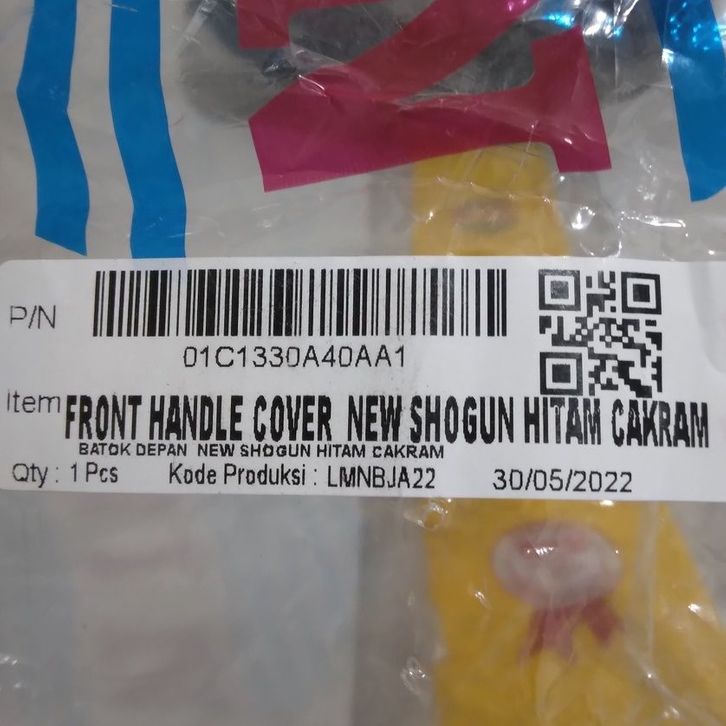 P/N
01C1330A40AA1
Item FRONT HANDLE COVER NEW SHOGUN HITAM CAKRAM
BATOK DEPAN NEW SHOGUN HITAM CAKRAM
Qty : 1 Pcs Kode Produksi : LMNBJA22 30/05/2022